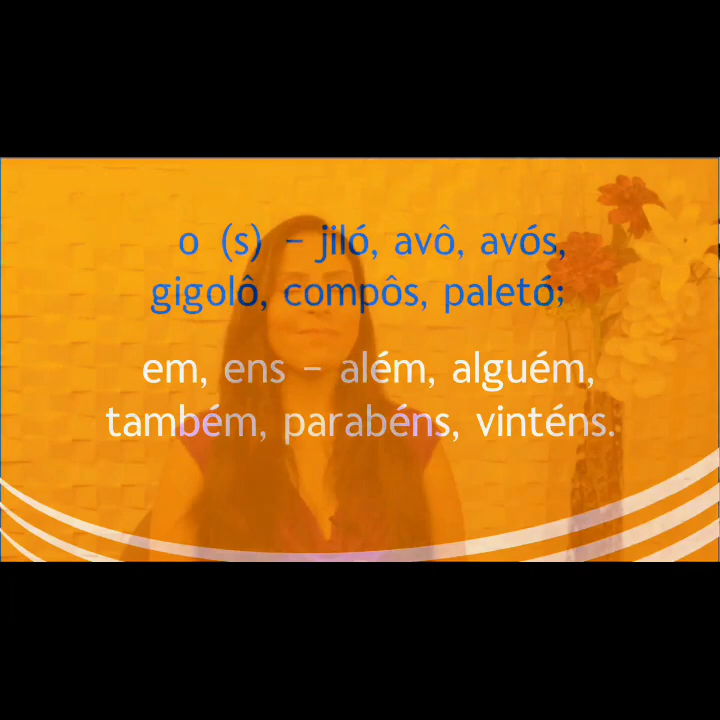 o (s) – jiló, avô, avós,
gigolô, compôs, paletó;
em, ens – além, alguém,
também, parabéns, vinténs.